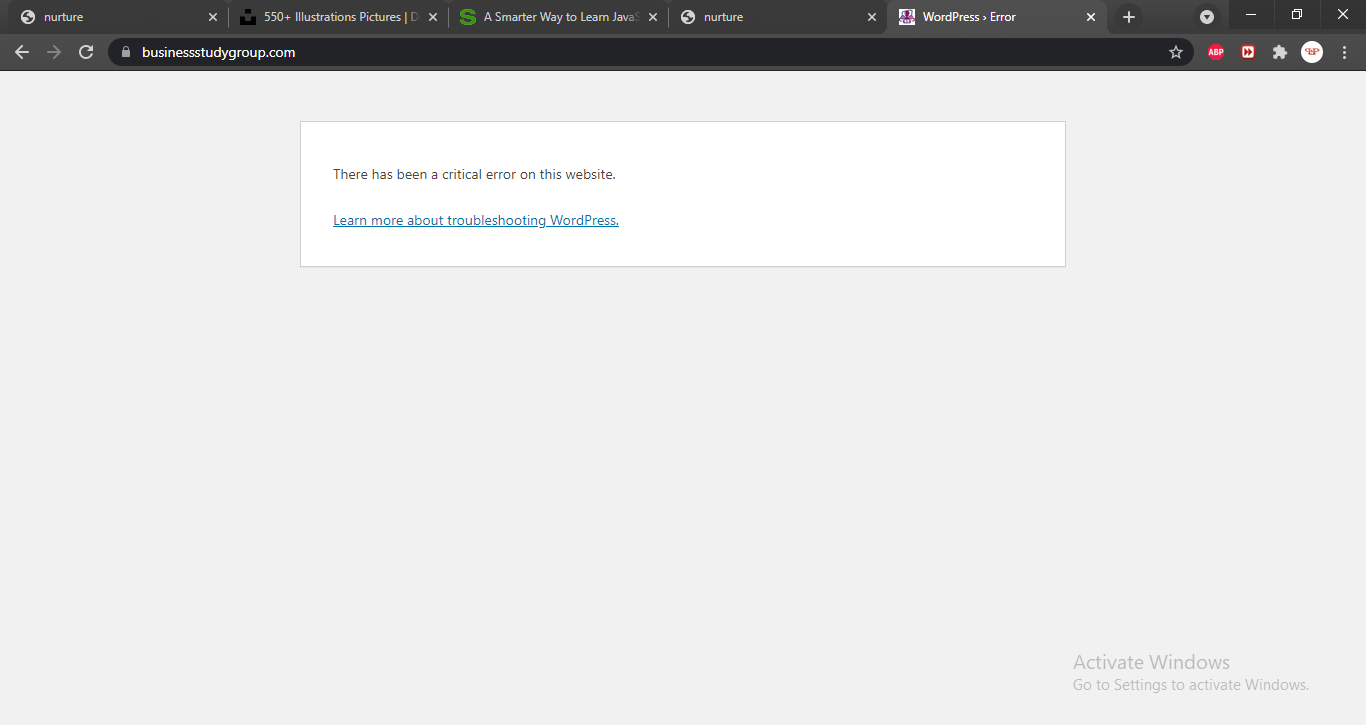 nurture
550+ Illustrations Pictures | D
A Smarter Way to Learn JavaS
nurture
WordPress › Error
businessstudygroup.com
ABP
There has been a critical error on this website.
Learn more about troubleshooting WordPress.
Activate Windows
Go to Settings to activate Windows.